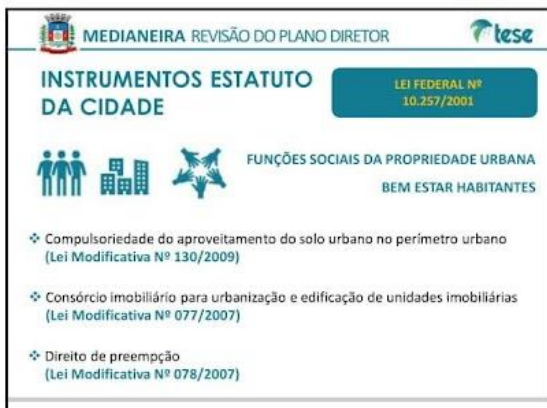 MEDIANEIRA REVISÃO DO PLANO DIRETOR
tese
INSTRUMENTOS ESTATUTO
DA CIDADE
LEI FEDERAL Nº
10.257/2001
FUNÇÕES SOCIAIS DA PROPRIEDADE URBANA
BEM ESTAR HABITANTES
❖ Compulsoriedade do aproveitamento do solo urbano no perímetro urbano
(Lei Modificativa Nº 130/2009)
❖ Consórcio imobiliário para urbanização e edificação de unidades imobiliárias
(Lei Modificativa Nº 077/2007)
❖ Direito de preempção
(Lei Modificativa Nº 078/2007)